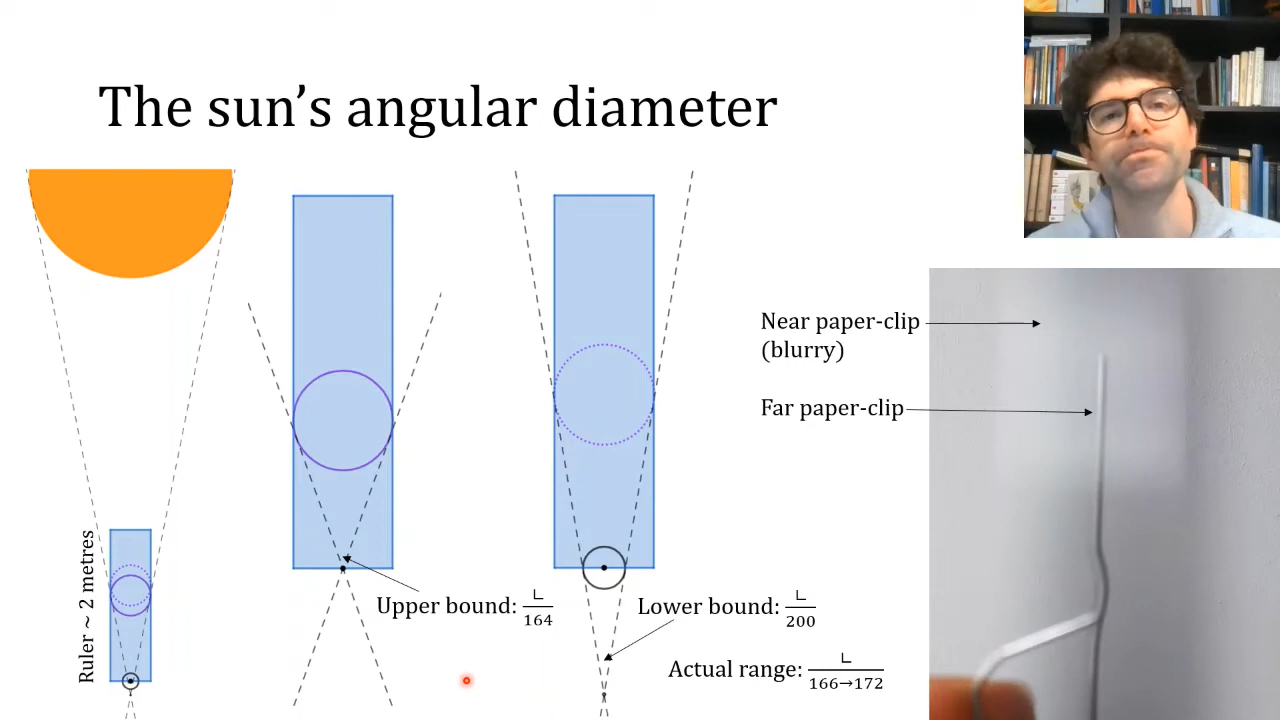 The sun’s angular diameter
Near paper-clip
(blurry)
Far paper-clip
Ruler ~ 2 metres
Upper bound: ∟/164
Lower bound: ∟/200
Actual range: ∟/166→172